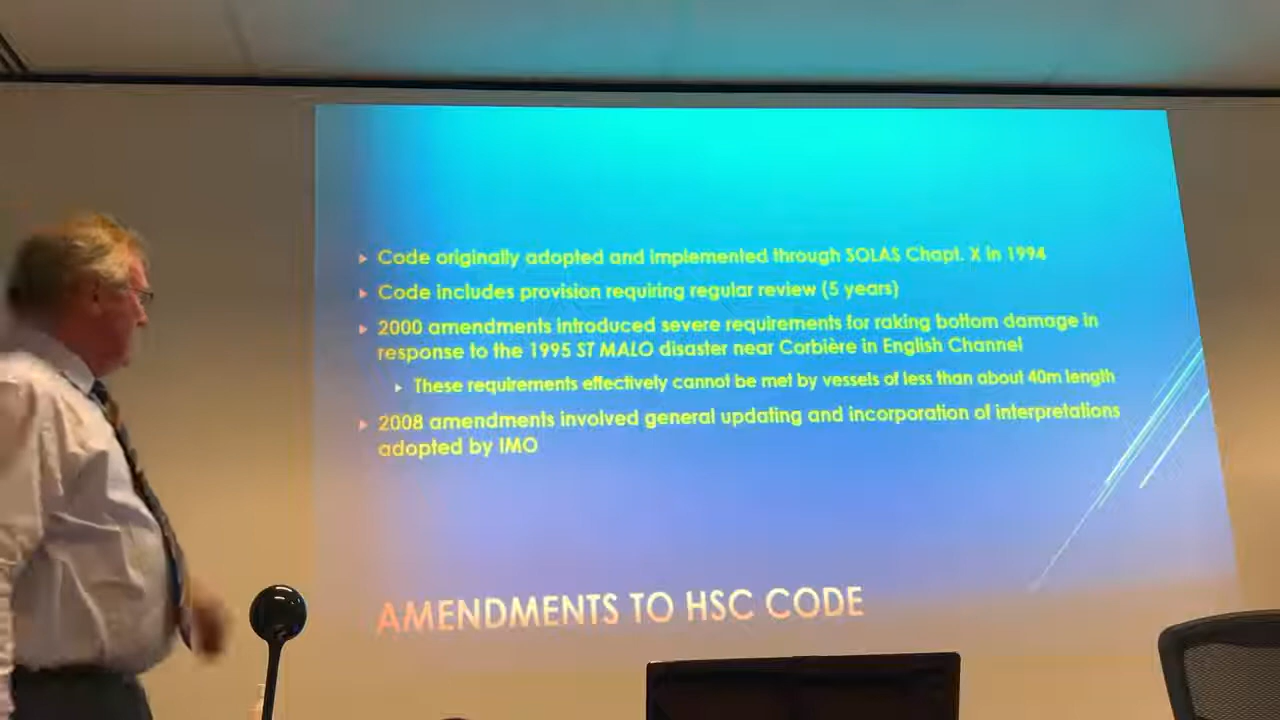 Code originally adopted and implemented through SOLAS Chapt. X in 1994
Code includes provision requiring regular review (5 years)
2000 amendments introduced severe requirements for raking bottom damage in
response to the 1995 ST MALO disaster near Corbière in English Channel
These requirements effectively cannot be met by vessels of less than about 40m length
2008 amendments involved general updating and incorporation of interpretations
adopted by IMO
AMENDMENTS TO HSC CODE